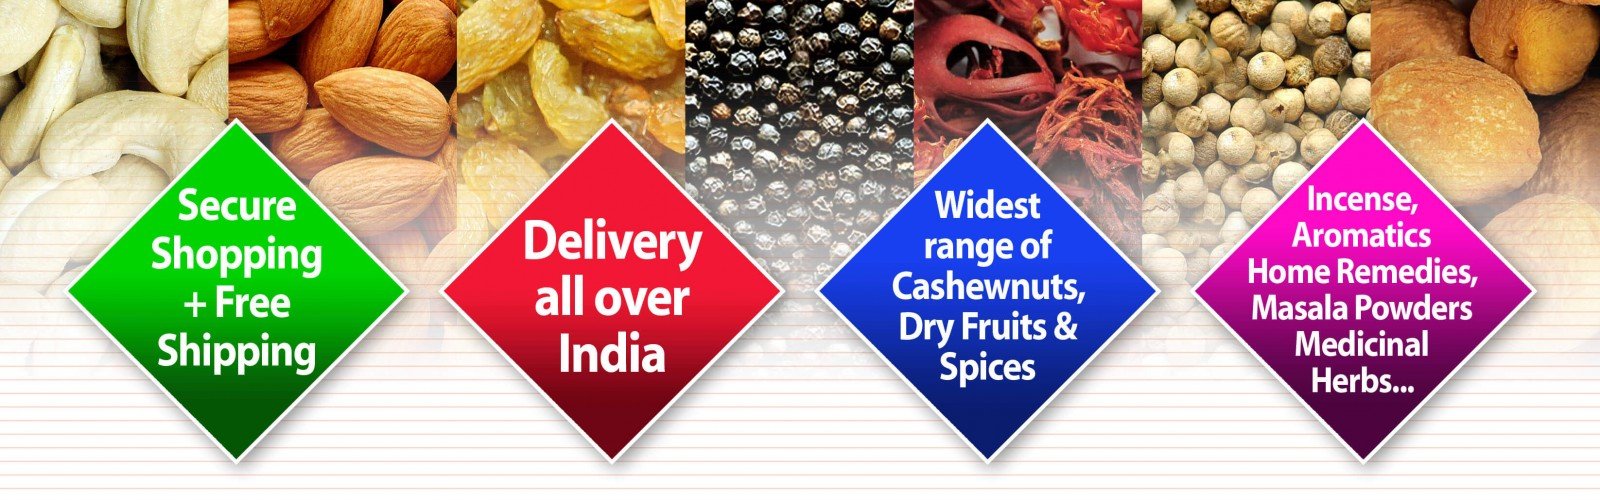 Secure
Shopping
+ Free
Shipping
Delivery
all over
India
Widest
range of
Cashewnuts,
Dry Fruits &
Spices
Incense,
Aromatics
Home Remedies,
Masala Powders
Medicinal
Herbs...